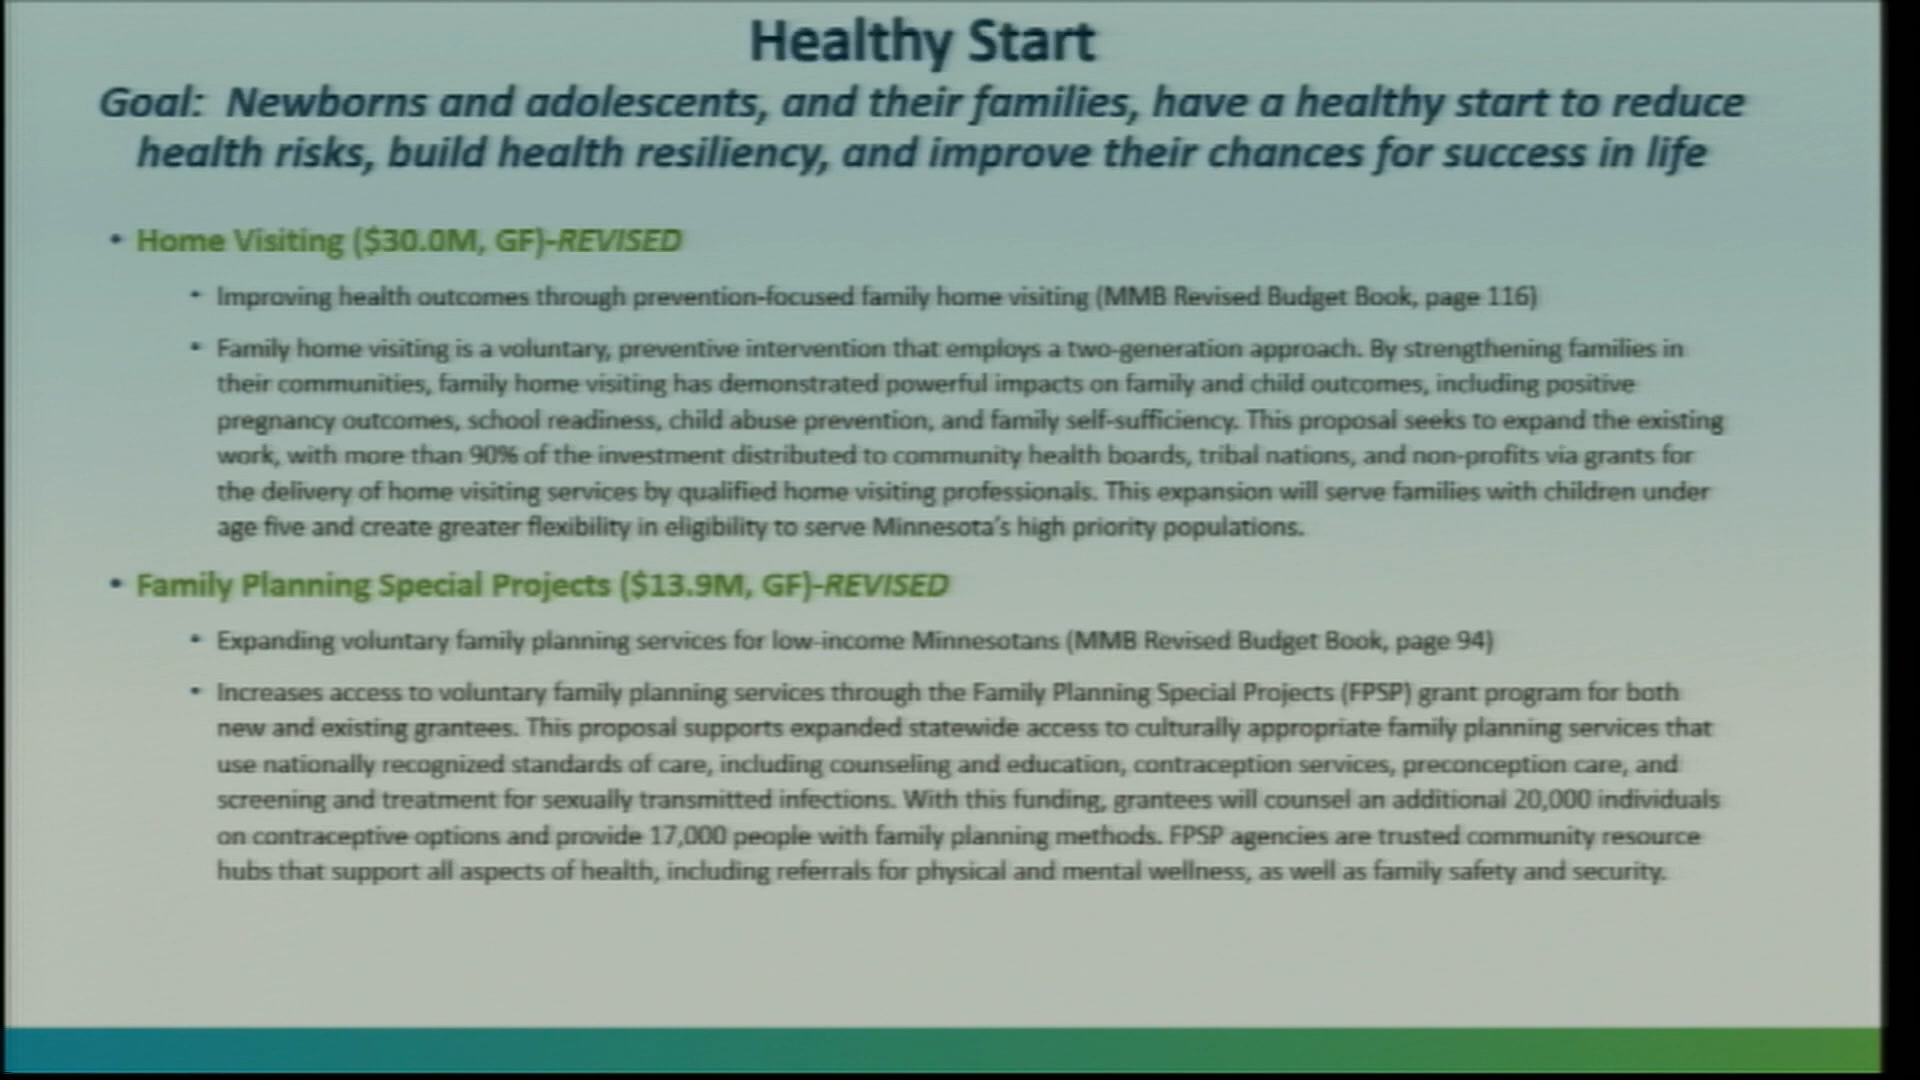 Healthy Start
Goal: Newborns and adolescents, and their families, have a healthy start to reduce
health risks, build health resiliency, and improve their chances for success in life
• Home Visiting ($30.0M, GF)-REVISED
• Improving health outcomes through prevention-focused family home visiting (MMB Revised Budget Book, page 116)
• Family home visiting is a voluntary, preventive intervention that employs a two-generation approach. By strengthening families in
their communities, family home visiting has demonstrated powerful impacts on family and child outcomes, including positive
pregnancy outcomes, school readiness, child abuse prevention, and family self-sufficiency. This proposal seeks to expand the existing
work, with more than 90% of the investment distributed to community health boards, tribal nations, and non-profits via grants for
the delivery of home visiting services by qualified home visiting professionals. This expansion will serve families with children under
age five and create greater flexibility in eligibility to serve Minnesota's high priority populations.
• Family Planning Special Projects ($13.9M, GF)-REVISED
• Expanding voluntary family planning services for low-income Minnesotans (MMB Revised Budget Book, page 94)
• Increases access to voluntary family planning services through the Family Planning Special Projects (FPSP) grant program for both
new and existing grantees. This proposal supports expanded statewide access to culturally appropriate family planning services that
use nationally recognized standards of care, including counseling and education, contraception services, preconception care, and
screening and treatment for sexually transmitted infections. With this funding, grantees will counsel an additional 20,000 individuals
on contraceptive options and provide 17,000 people with family planning methods. FPSP agencies are trusted community resource
hubs that support all aspects of health, including referrals for physical and mental wellness, as well as family safety and security.